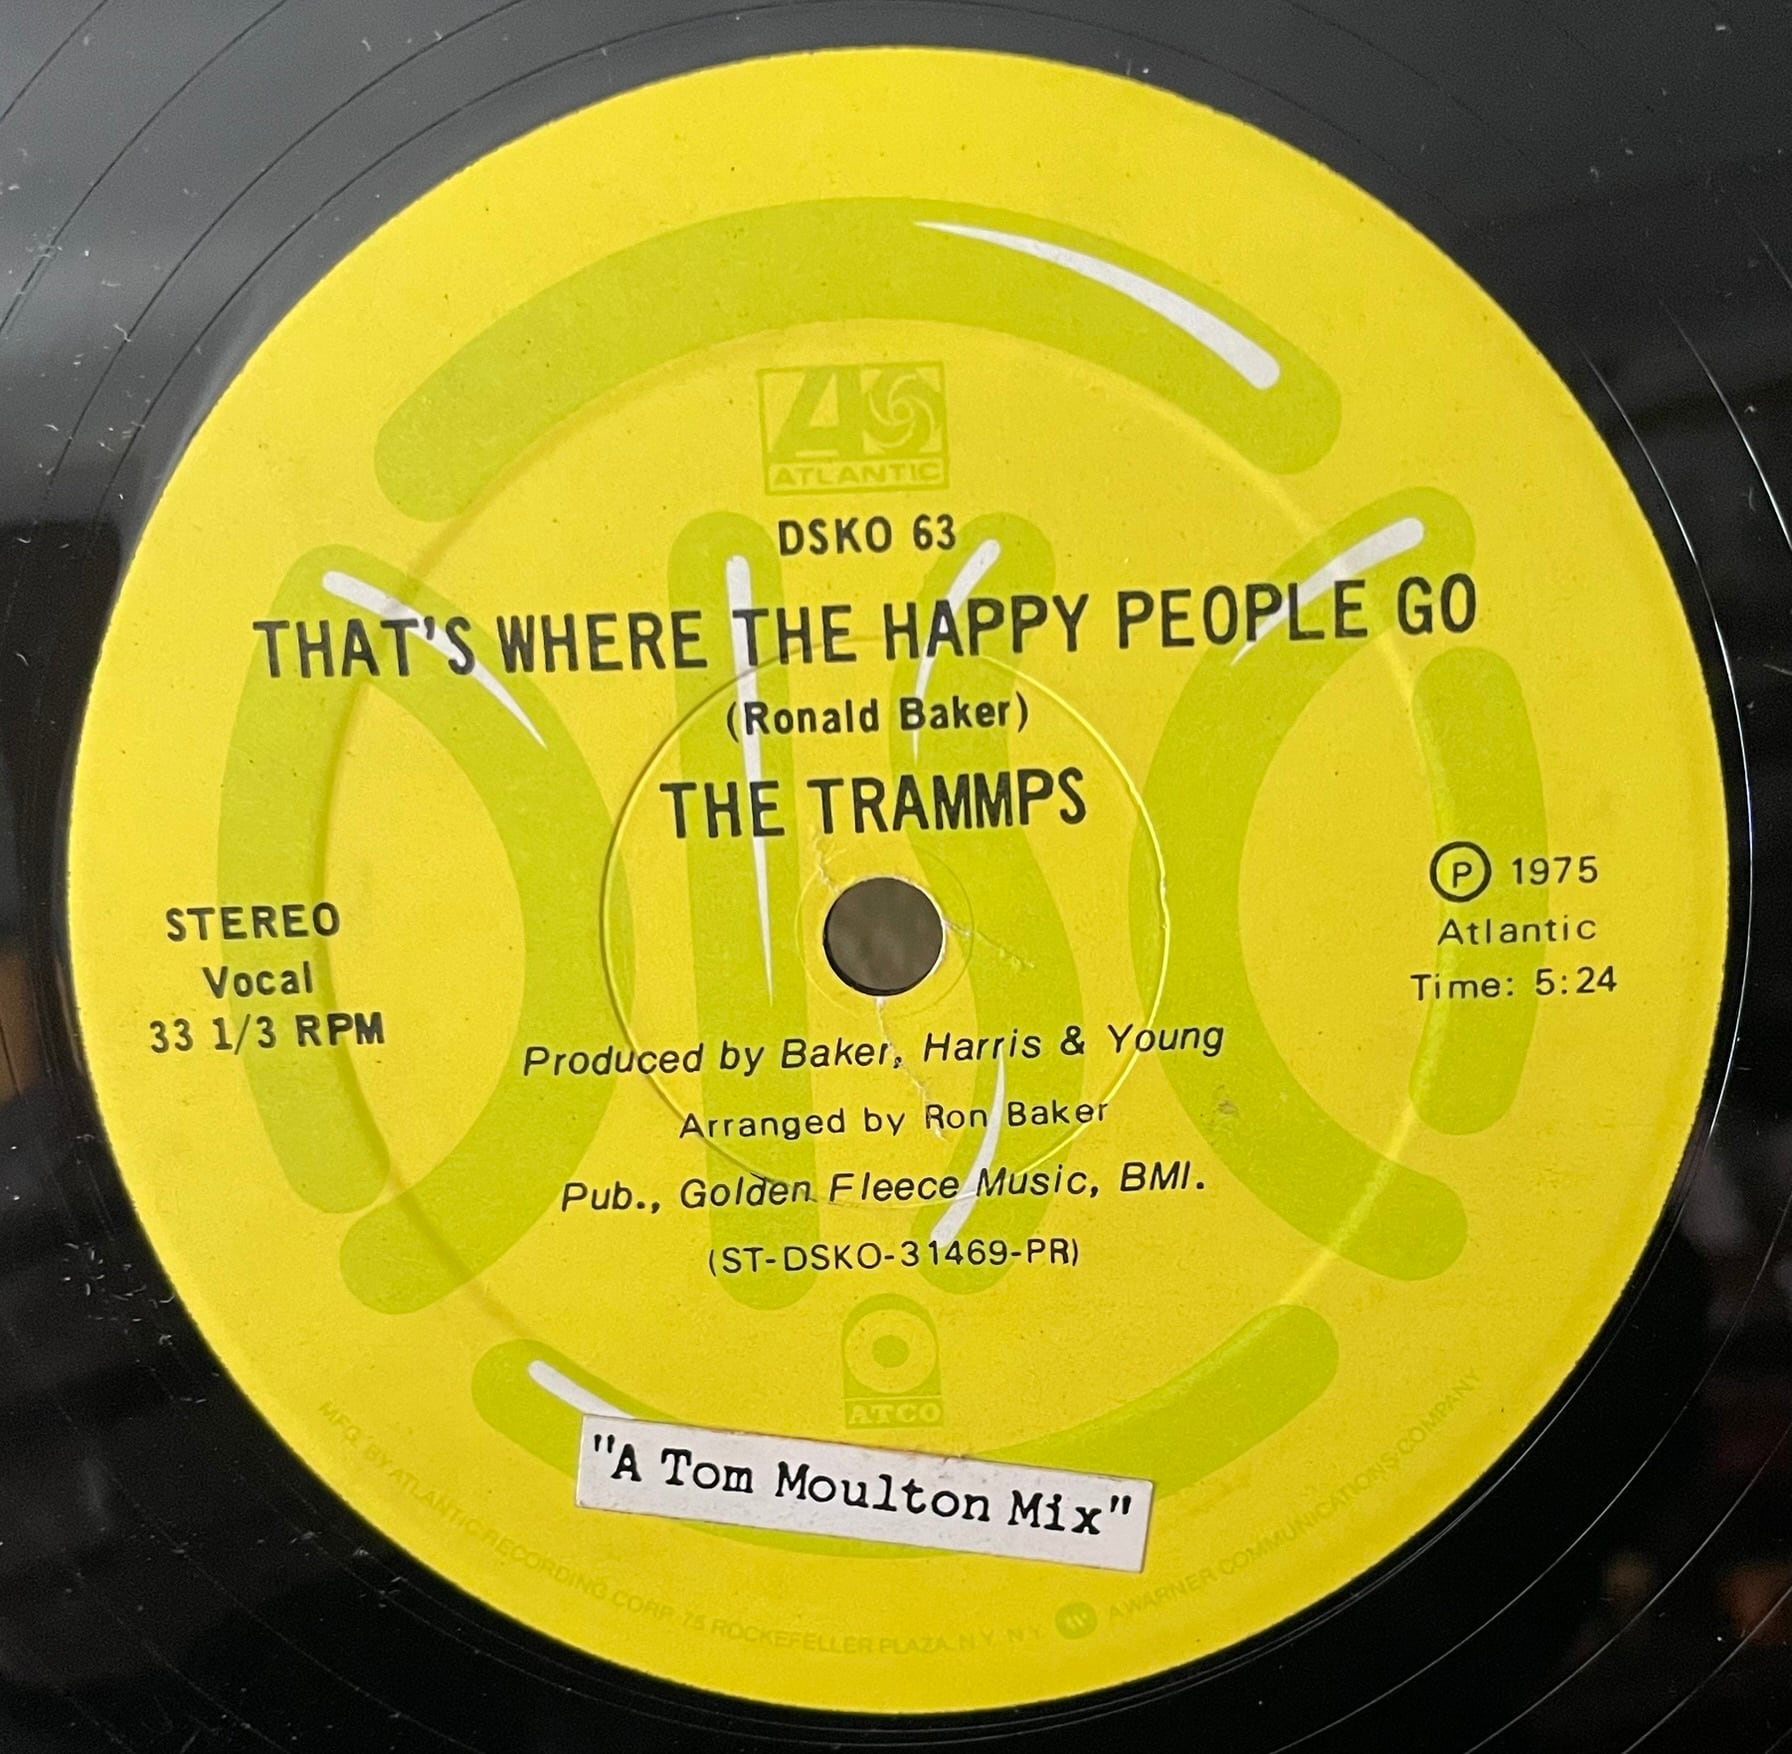 ATLANTIC
DSKO 63
THAT'S WHERE THE HAPPY PEOPLE GO
(Ronald Baker)
THE TRAMMPS
STEREO
Vocal
33 1/3 RPM
Ⓟ 1975
Atlantic
Time: 5:24
Produced by Baker, Harris & Young
Arranged by Ron Baker
Pub., Golden Fleece Music, BMI.
(ST-DSKO-31469-PR)
ATCO
"A Tom Moulton Mix"
MFG. BY ATLANTIC RECORDING CORP. 75 ROCKEFELLER PLAZA, N.Y. N.Y. A WARNER COMMUNICATIONS COMPANY
DISCO